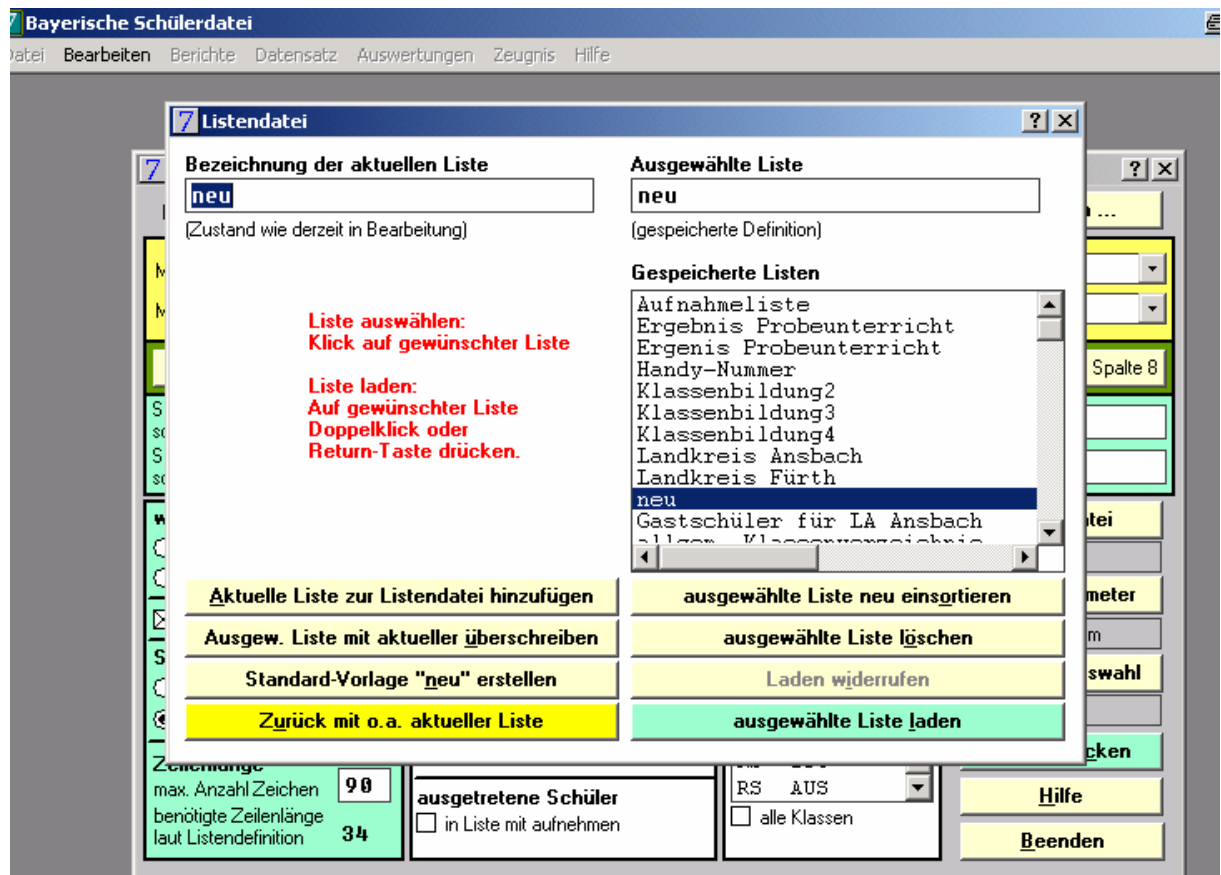 Bayerische Schülerdatei
Datei Bearbeiten Berichte Datensatz Auswertungen Zeugnis Hilfe
Listendatei
Bezeichnung der aktuellen Liste
neu
(Zustand wie derzeit in Bearbeitung)
Ausgewählte Liste
neu
(gespeicherte Definition)
Liste auswählen:
Klick auf gewünschter Liste
Liste laden:
Auf gewünschter Liste
Doppelklick oder
Return-Taste drücken.
Gespeicherte Listen
Aufnahmeliste
Ergebnis Probeunterricht
Ergenis Probeunterricht
Handy-Nummer
Klassenbildung2
Klassenbildung3
Klassenbildung4
Landkreis Ansbach
Landkreis Fürth
neu
Gastschüler für LA Ansbach
allgem. Klassenverzeichnis
Aktuelle Liste zur Listendatei hinzufügen
Ausgew. Liste mit aktueller überschreiben
Standard-Vorlage "neu" erstellen
Zurück mit o.a. aktueller Liste
ausgewählte Liste neu einsortieren
ausgewählte Liste löschen
Laden widerrufen
ausgewählte Liste laden
Spalte 8
tei
meter
m
swahl
cken
Hilfe
Beenden
Zeilenlänge
max. Anzahl Zeichen 90
benötigte Zeilenlänge
laut Listendefinition 34
ausgetretene Schüler
in Liste mit aufnehmen
RS AUS
alle Klassen